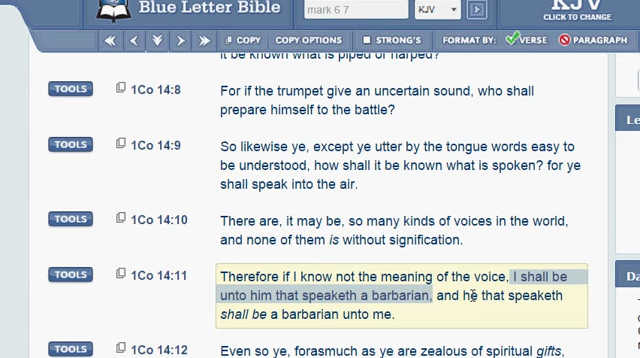 Blue Letter Bible
mark 6 7
KJV
KJV
CLICK TO CHANGE
COPY COPY OPTIONS STRONG'S FORMAT BY: VERSE PARAGRAPH
it be known what is piped or harped?
TOOLS 1Co 14:8 For if the trumpet give an uncertain sound, who shall
prepare himself to the battle?
TOOLS 1Co 14:9 So likewise ye, except ye utter by the tongue words easy to
be understood, how shall it be known what is spoken? for ye
shall speak into the air.
TOOLS 1Co 14:10 There are, it may be, so many kinds of voices in the world,
and none of them is without signification.
TOOLS 1Co 14:11 Therefore if I know not the meaning of the voice, I shall be
unto him that speaketh a barbarian, and he that speaketh
shall be a barbarian unto me.
TOOLS 1Co 14:12 Even so ye, forasmuch as ye are zealous of spiritual gifts,
Le
Da